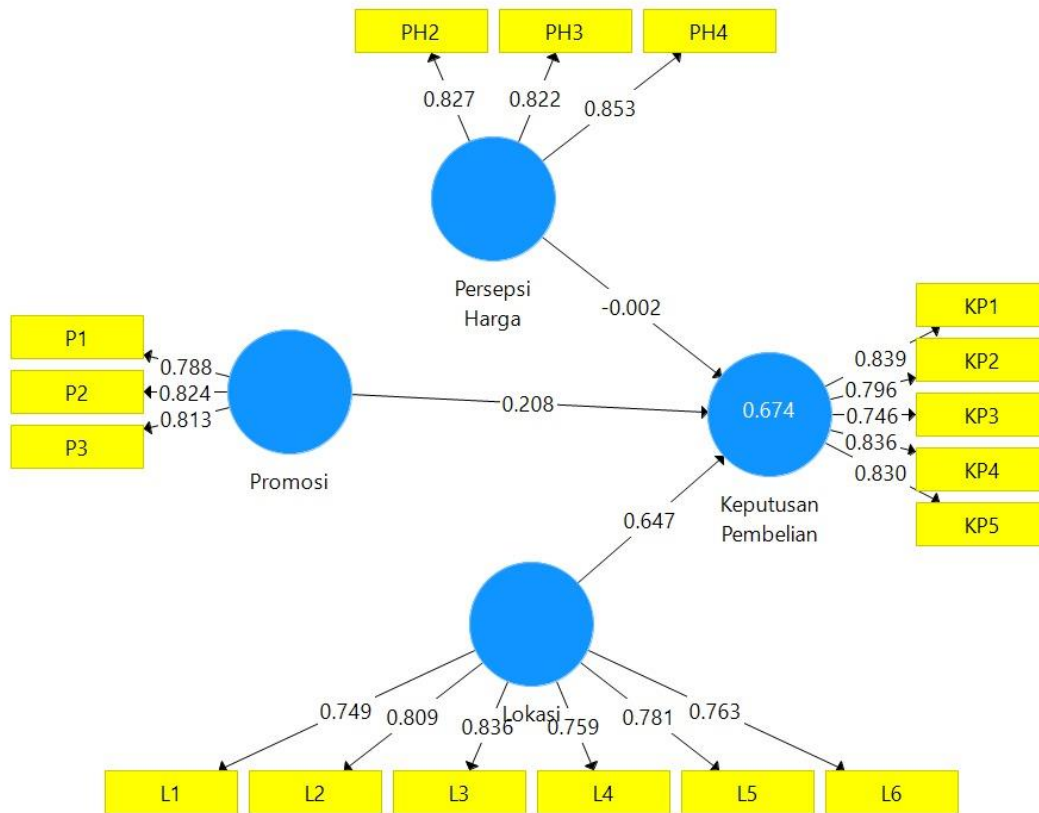 PH2 PH3 PH4
0.827 0.822 0.853
Persepsi
Harga
-0.002
P1
P2
P3
0.788
0.824
0.813
Promosi
0.208
0.674
Keputusan
Pembelian
0.839
0.796
0.746
0.836
0.830
KP1
KP2
KP3
KP4
KP5
0.647
Lokasi
0.749 0.809 0.836 0.759 0.781 0.763
L1 L2 L3 L4 L5 L6